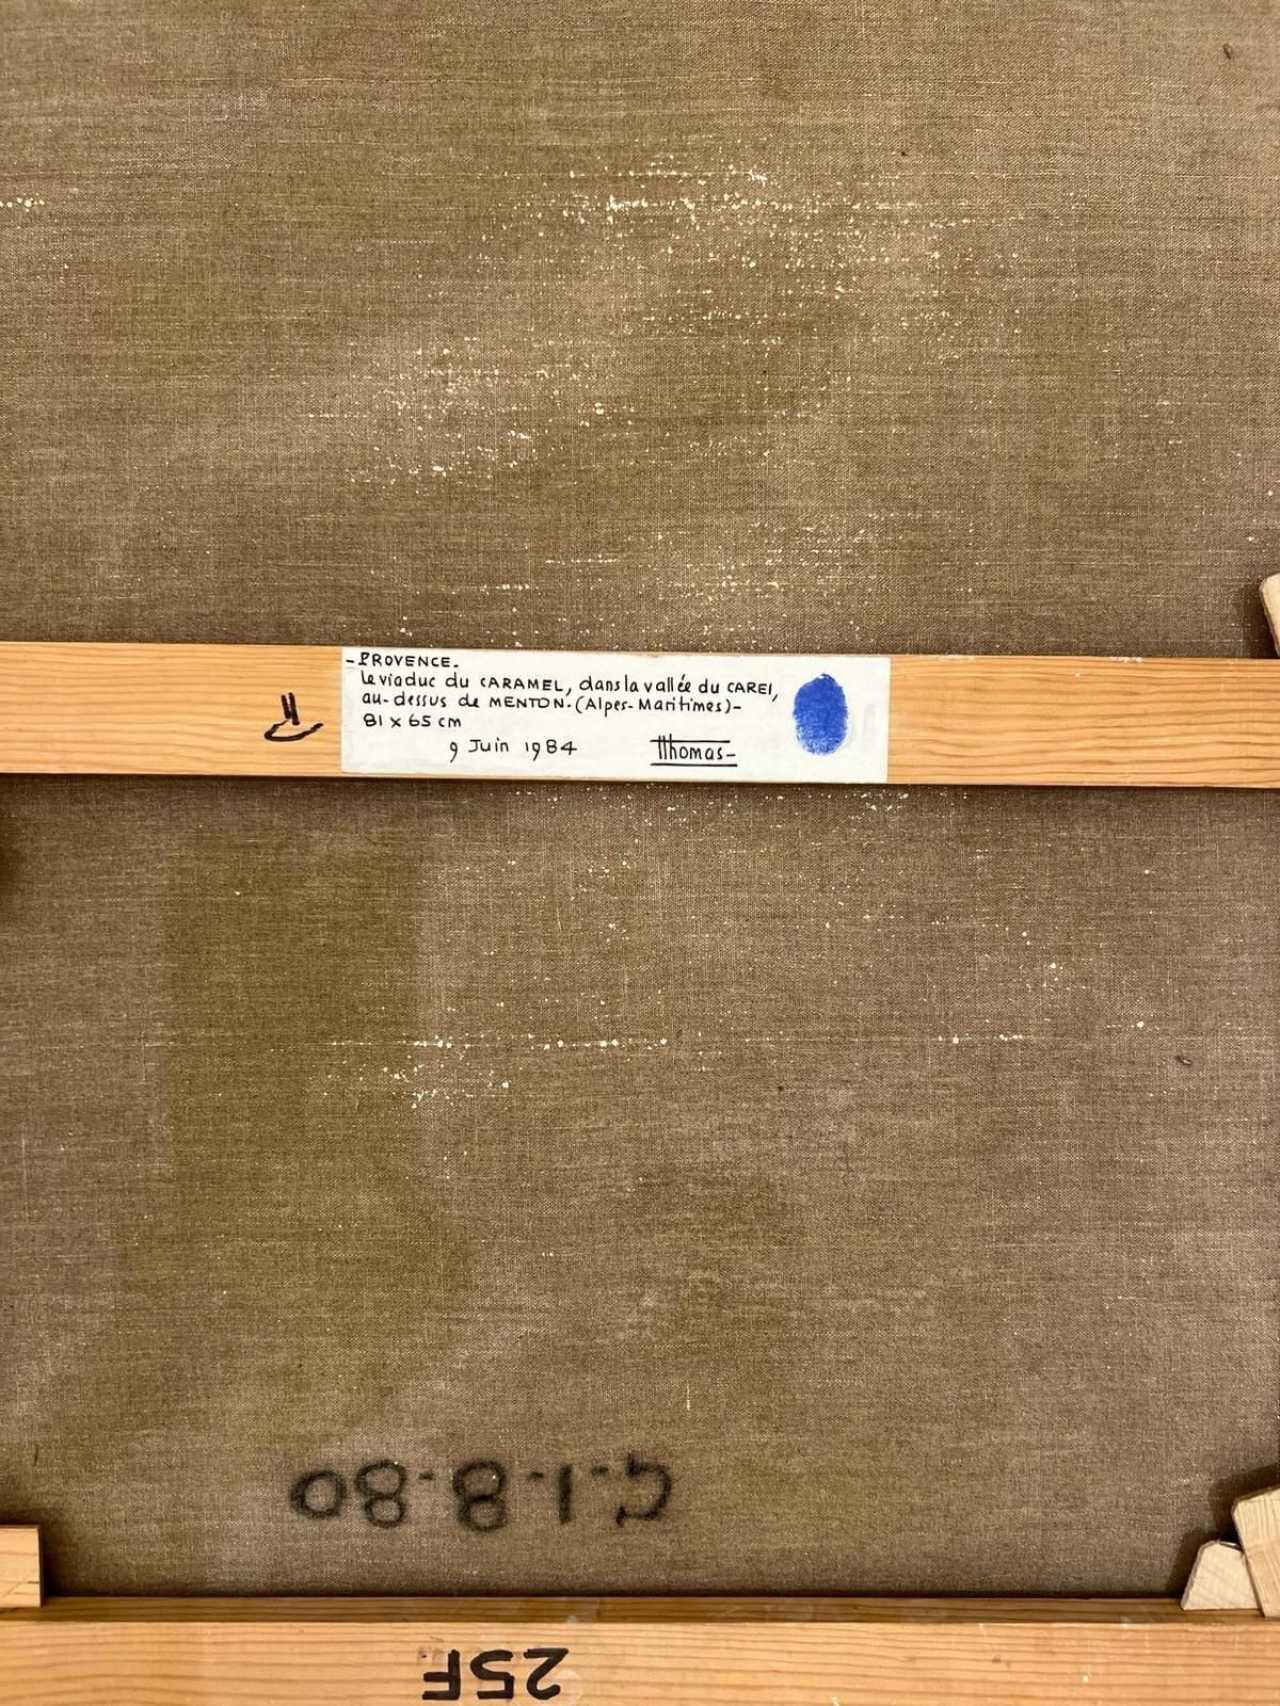 -PROVENCE-
Le viaduc du CARAMEL, dans la vallée du CAREI,
au-dessus de MENTON.(Alpes-Maritimes)-
81 x 65 cm
9 Juin 1984 Thomas-
G-1-8-80
25F